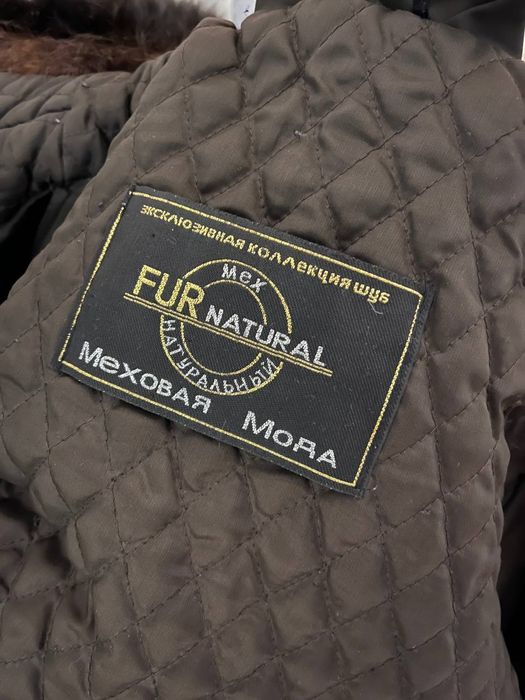 ЭКСКЛЮЗИВНАЯ КОЛЛЕКЦИЯ ШУБ
Мех
FUR NATURAL
НАТУРАЛЬНЫЙ
Меховая Мода